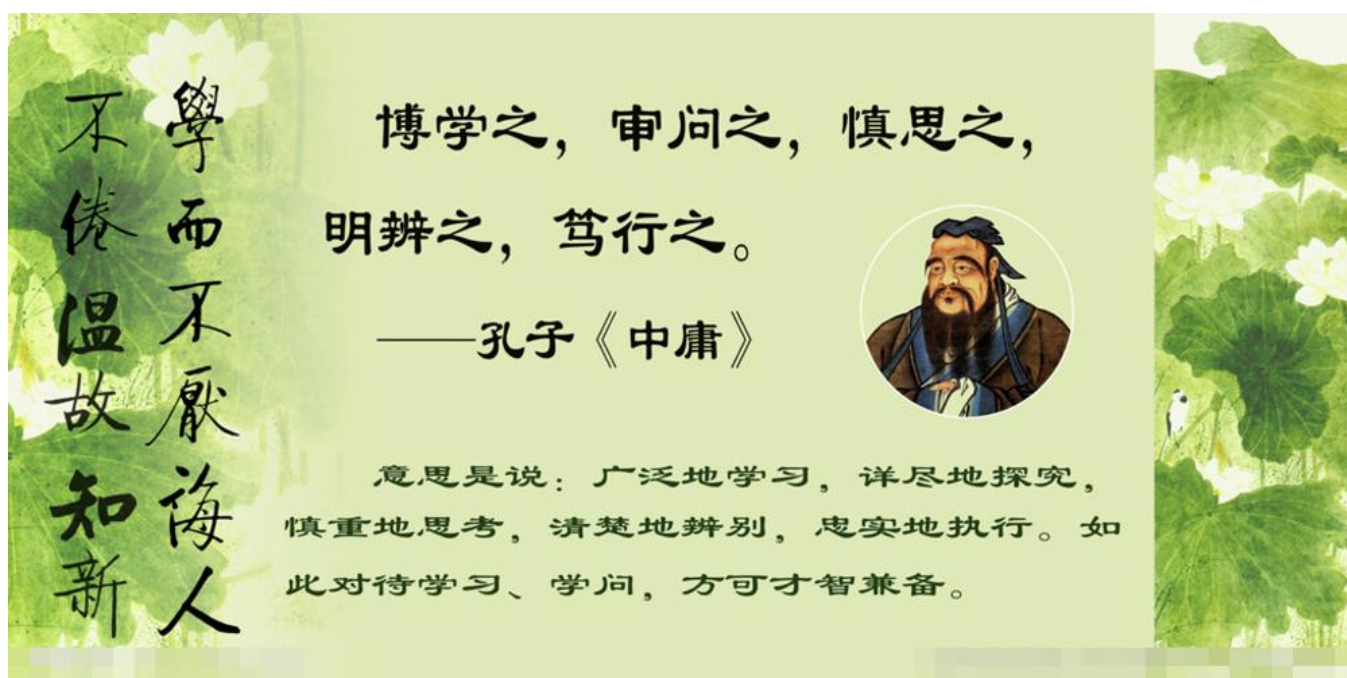 學而不厭誨人
不倦温故知新
博学之，审问之，慎思之，
明辨之，笃行之。
——孔子《中庸》
意思是说：广泛地学习，详尽地探究，
慎重地思考，清楚地辨别，忠实地执行。如
此对待学习、学问，方可才智兼备。